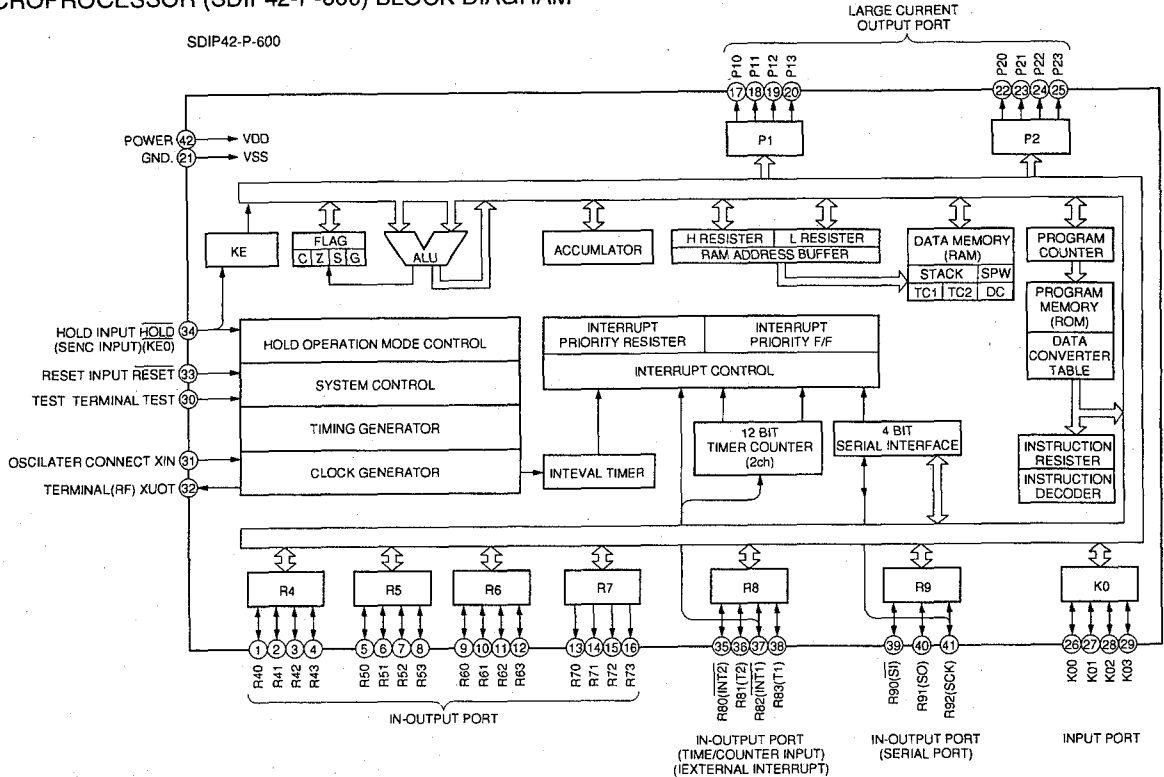 CROPROCESSOR (SDIP42-P-600) BLOCK DIAGRAM
SDIP42-P-600
LARGE CURRENT
OUTPUT PORT
P10 P11 P12 P13
P20 P21 P22 P23
17 18 19 20
22 23 24 25
P1
P2
POWER 42 VDD
GND. 21 VSS
KE
FLAG
C Z S G
ALU
ACCUMLATOR
H RESISTER L RESISTER
RAM ADDRESS BUFFER
DATA MEMORY
(RAM)
STACK SPW
TC1 TC2 DC
PROGRAM
COUNTER
PROGRAM
MEMORY
(ROM)
DATA
CONVERTER
TABLE
INSTRUCTION
RESISTER
INSTRUCTION
DECODER
HOLD INPUT HOLD 34
(SENC INPUT)(KE0)
RESET INPUT RESET 33
TEST TERMINAL TEST 30
OSCILATER CONNECT XIN 31
TERMINAL(RF) XUOT 32
HOLD OPERATION MODE CONTROL
SYSTEM CONTROL
TIMING GENERATOR
CLOCK GENERATOR
INTERRUPT
PRIORITY RESISTER
INTERRUPT
PRIORITY F/F
INTERRUPT CONTROL
INTEVAL TIMER
12 BIT
TIMER COUNTER
(2ch)
4 BIT
SERIAL INTERFACE
R4 R5 R6 R7 R8 R9 K0
1 2 3 4 5 6 7 8 9 10 11 12 13 14 15 16 35 36 37 38 39 40 41 26 27 28 29
R40 R41 R42 R43
R50 R51 R52 R53
R60 R61 R62 R63
R70 R71 R72 R73
R80(INT2) R81(T2) R82(INT1) R83(T1)
R90(SI) R91(SO) R92(SCK)
K00 K01 K02 K03
IN-OUTPUT PORT
IN-OUTPUT PORT
(TIME/COUNTER INPUT)
(IEXTERNAL INTERRUPT)
IN-OUTPUT PORT
(SERIAL PORT)
INPUT PORT